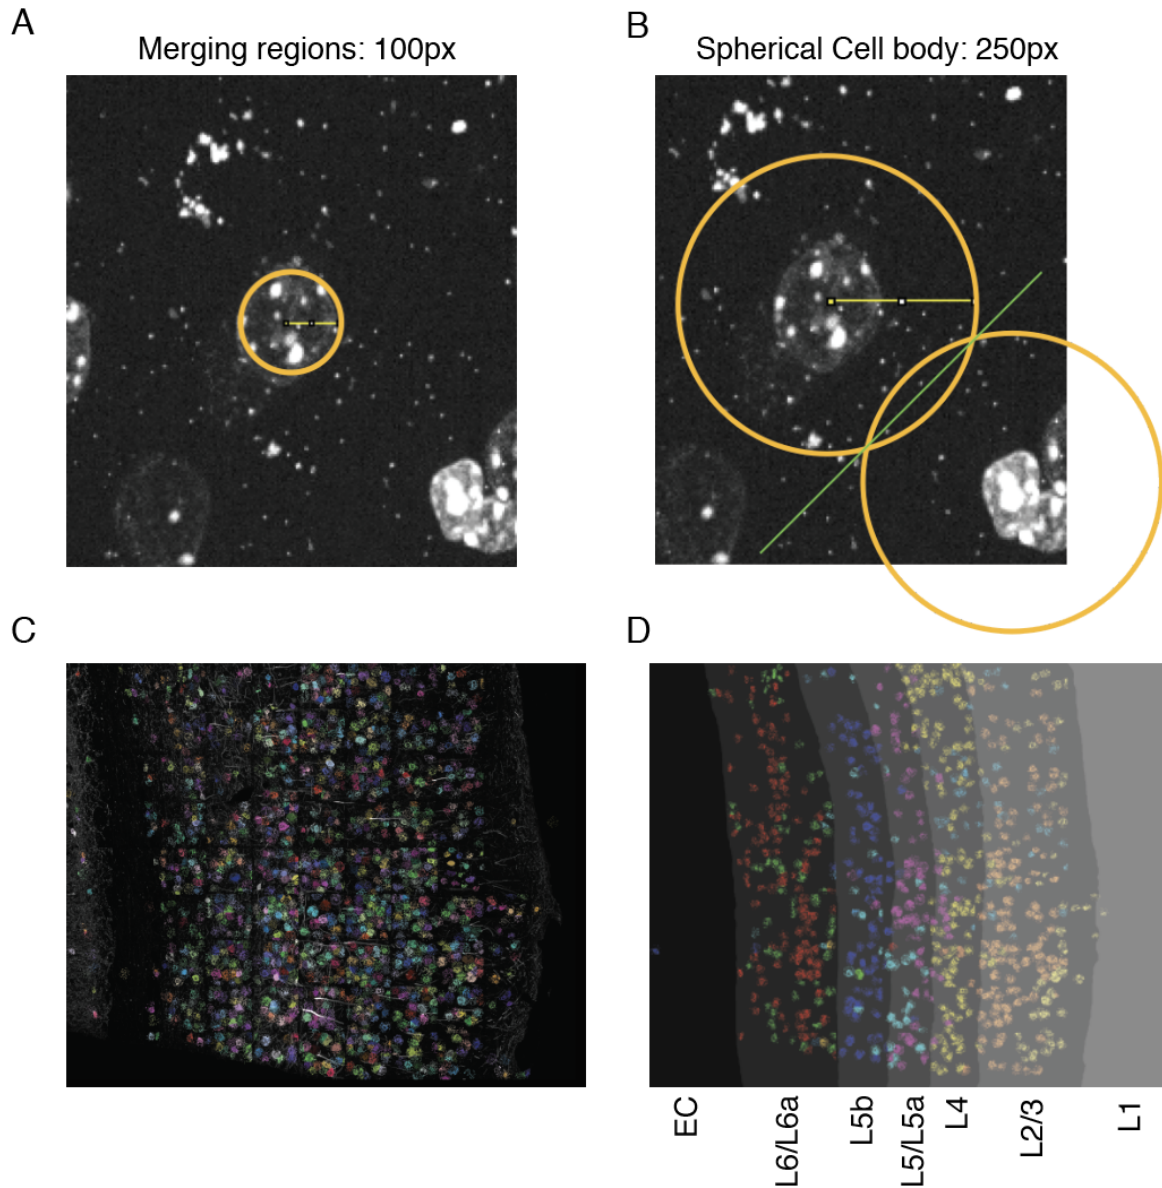 A
Merging regions: 100px
B
Spherical Cell body: 250px
C
D
EC
L6/L6a
L5b
L5/L5a
L4
L2/3
L1